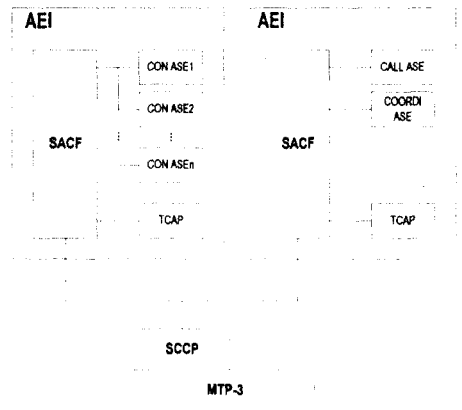 AEI
AEI
CON ASE1
CALL ASE
CON ASE2
COORDI
ASE
SACF
SACF
CON ASEn
TCAP
TCAP
SCCP
MTP-3